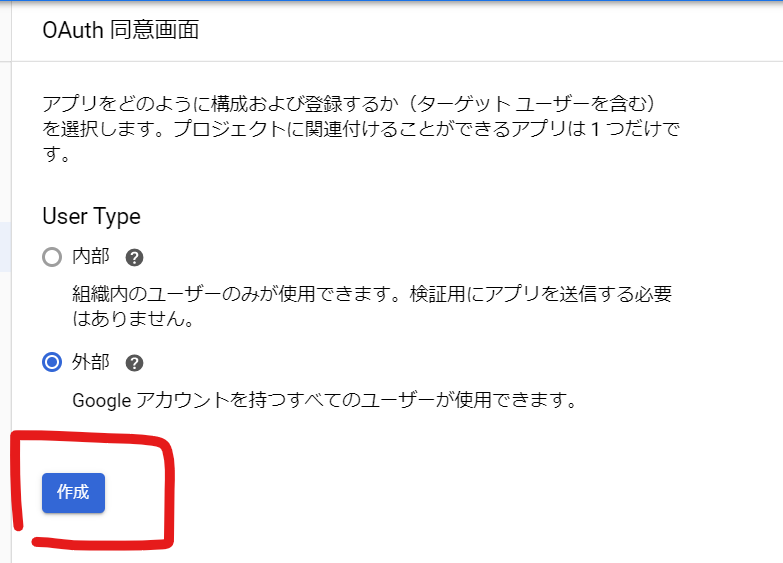 OAuth 同意画面
アプリをどのように構成および登録するか（ターゲット ユーザーを含む）
を選択します。プロジェクトに関連付けることができるアプリは 1 つだけで
す。
User Type
内部
組織内のユーザーのみが使用できます。検証用にアプリを送信する必要
はありません。
外部
Google アカウントを持つすべてのユーザーが使用できます。
作成